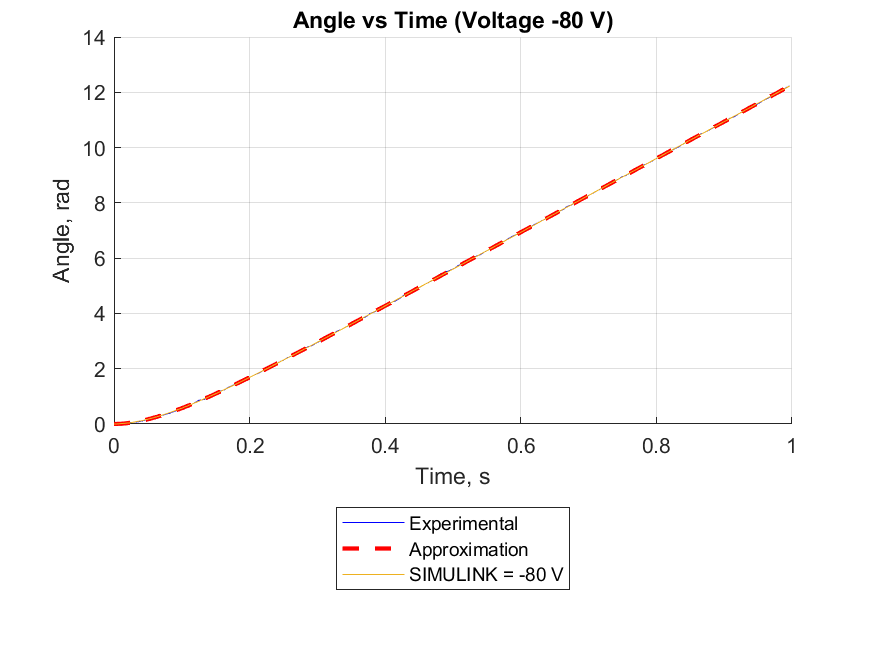 Angle vs Time (Voltage -80 V)
14
12
10
8
6
4
2
0
Angle, rad
0 0.2 0.4 0.6 0.8 1
Time, s
Experimental
Approximation
SIMULINK = -80 V